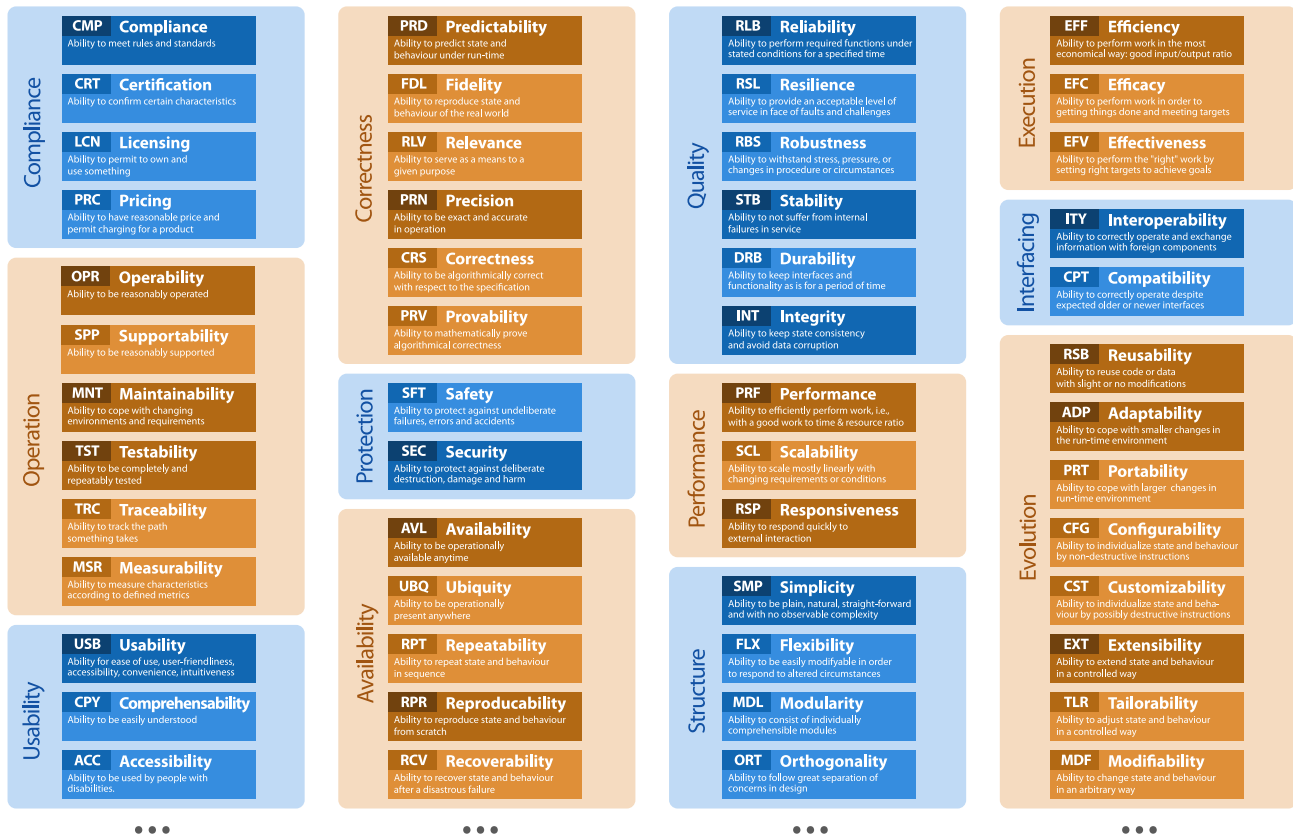 Compliance
CMP Compliance
Ability to meet rules and standards
CRT Certification
Ability to confirm certain characteristics
LCN Licensing
Ability to permit to own and
use something
PRC Pricing
Ability to have reasonable price and
permit charging for a product
Operation
OPR Operability
Ability to be reasonably operated
SPP Supportability
Ability to be reasonably supported
MNT Maintainability
Ability to cope with changing
environments and requirements
TST Testability
Ability to be completely and
repeatably tested
TRC Traceability
Ability to track the path
something takes
MSR Measurability
Ability to measure characteristics
according to defined metrics
Usability
USB Usability
Ability for ease of use, user-friendliness,
accessibility, convenience, intuitiveness
CPY Comprehensability
Ability to be easily understood
ACC Accessibility
Ability to be used by people with
disabilities.
Correctness
PRD Predictability
Ability to predict state and
behaviour under run-time
FDL Fidelity
Ability to reproduce state and
behaviour of the real world
RLV Relevance
Ability to serve as a means to a
given purpose
PRN Precision
Ability to be exact and accurate
in operation
CRS Correctness
Ability to be algorithmically correct
with respect to the specification
PRV Provability
Ability to mathematically prove
algorithmical correctness
Protection
SFT Safety
Ability to protect against undeliberate
failures, errors and accidents
SEC Security
Ability to protect against deliberate
destruction, damage and harm
Availability
AVL Availability
Ability to be operationally
available anytime
UBQ Ubiquity
Ability to be operationally
present anywhere
RPT Repeatability
Ability to repeat state and behaviour
in sequence
RPR Reproducability
Ability to reproduce state and behaviour
from scratch
RCV Recoverability
Ability to recover state and behaviour
after a disastrous failure
Quality
RLB Reliability
Ability to perform required functions under
stated conditions for a specified time
RSL Resilience
Ability to provide an acceptable level of
service in face of faults and challenges
RBS Robustness
Ability to withstand stress, pressure, or
changes in procedure or circumstances
STB Stability
Ability to not suffer from internal
failures in service
DRB Durability
Ability to keep interfaces and
functionality as is for a period of time
INT Integrity
Ability to keep state consistency
and avoid data corruption
Performance
PRF Performance
Ability to efficiently perform work, i.e.,
with a good work to time & resource ratio
SCL Scalability
Ability to scale mostly linearly with
changing requirements or conditions
RSP Responsiveness
Ability to respond quickly to
external interaction
Structure
SMP Simplicity
Ability to be plain, natural, straight-forward
and with no observable complexity
FLX Flexibility
Ability to be easily modifyable in order
to respond to altered circumstances
MDL Modularity
Ability to consist of individually
comprehensible modules
ORT Orthogonality
Ability to follow great separation of
concerns in design
Execution
EFF Efficiency
Ability to perform work in the most
economical way: good input/output ratio
EFC Efficacy
Ability to perform work in order to
getting things done and meeting targets
EFV Effectiveness
Ability to perform the "right" work by
setting right targets to achieve goals
Interfacing
ITY Interoperability
Ability to correctly operate and exchange
information with foreign components
CPT Compatibility
Ability to correctly operate despite
expected older or newer interfaces
Evolution
RSB Reusability
Ability to reuse code or data
with slight or no modifications
ADP Adaptability
Ability to cope with smaller changes in
the run-time environment
PRT Portability
Ability to cope with larger changes in
run-time environment
CFG Configurability
Ability to individualize state and behaviour
by non-destructive instructions
CST Customizability
Ability to individualize state and beha-
viour by possibly destructive instructions
EXT Extensibility
Ability to extend state and behaviour
in a controlled way
TLR Tailorability
Ability to adjust state and behaviour
in a controlled way
MDF Modifiability
Ability to change state and behaviour
in an arbitrary way